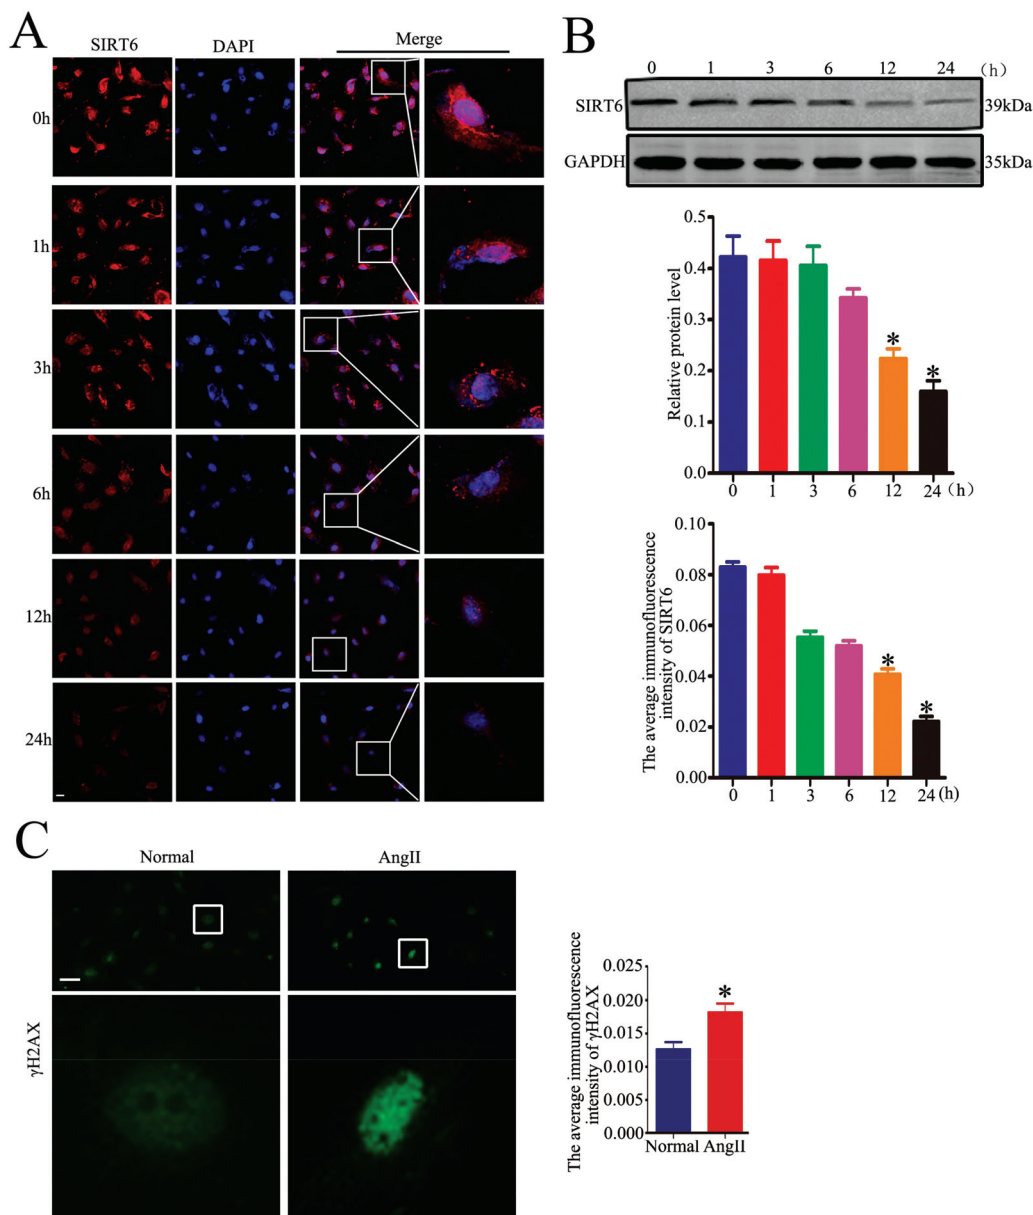 A
SIRT6 DAPI Merge
0h
1h
3h
6h
12h
24h
B
0 1 3 6 12 24 (h)
SIRT6 39kDa
GAPDH 35kDa
Relative protein level
0.5
0.4
0.3
0.2
0.1
0.0
* *
0 1 3 6 12 24 (h)
The average immunofluorescence
intensity of SIRT6
0.10
0.08
0.06
0.04
0.02
0.00
* *
0 1 3 6 12 24 (h)
C
Normal AngII
γH2AX
The average immunofluorescence
intensity of γH2AX
0.025
0.020
0.015
0.010
0.005
0.000
*
Normal AngII